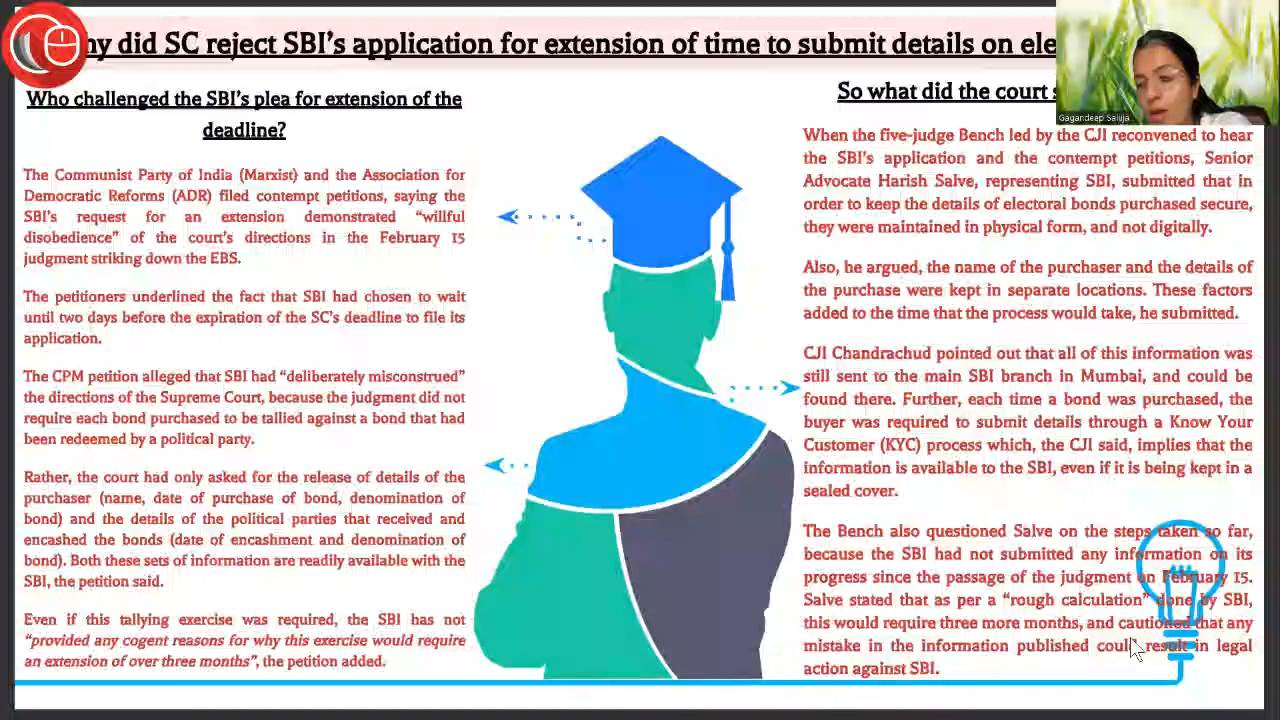 hy did SC reject SBI's application for extension of time to submit details on ele
Who challenged the SBI's plea for extension of the
deadline?
The Communist Party of India (Marxist) and the Association for
Democratic Reforms (ADR) filed contempt petitions, saying the
SBI's request for an extension demonstrated "willful
disobedience" of the court's directions in the February 15
judgment striking down the EBS.
The petitioners underlined the fact that SBI had chosen to wait
until two days before the expiration of the SC's deadline to file its
application.
The CPM petition alleged that SBI had "deliberately misconstrued"
the directions of the Supreme Court, because the judgment did not
require each bond purchased to be tallied against a bond that had
been redeemed by a political party.
Rather, the court had only asked for the release of details of the
purchaser (name, date of purchase of bond, denomination of
bond) and the details of the political parties that received and
encashed the bonds (date of encashment and denomination of
bond). Both these sets of information are readily available with the
SBI, the petition said.
Even if this tallying exercise was required, the SBI has not
"provided any cogent reasons for why this exercise would require
an extension of over three months", the petition added.
So what did the court s
Gagandeep Saluja
When the five-judge Bench led by the CJI reconvened to hear
the SBI's application and the contempt petitions, Senior
Advocate Harish Salve, representing SBI, submitted that in
order to keep the details of electoral bonds purchased secure,
they were maintained in physical form, and not digitally.
Also, he argued, the name of the purchaser and the details of
the purchase were kept in separate locations. These factors
added to the time that the process would take, he submitted.
CJI Chandrachud pointed out that all of this information was
still sent to the main SBI branch in Mumbai, and could be
found there. Further, each time a bond was purchased, the
buyer was required to submit details through a Know Your
Customer (KYC) process which, the CJI said, implies that the
information is available to the SBI, even if it is being kept in a
sealed cover.
The Bench also questioned Salve on the steps taken so far,
because the SBI had not submitted any information on its
progress since the passage of the judgment on February 15.
Salve stated that as per a "rough calculation" done by SBI,
this would require three more months, and cautioned that any
mistake in the information published could result in legal
action against SBI.